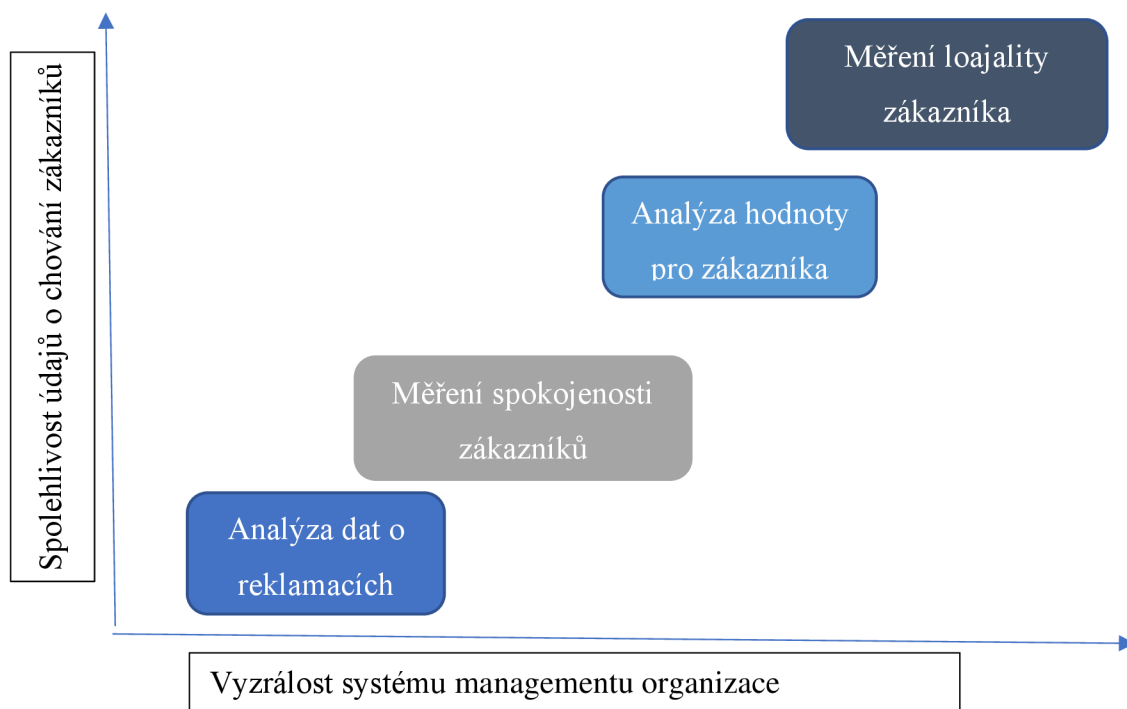 Spolehlivost údajů o chování zákazníků
Měření loajality
zákazníka
Analýza hodnoty
pro zákazníka
Měření spokojenosti
zákazníků
Analýza dat o
reklamacích
Vyzrálost systému managementu organizace